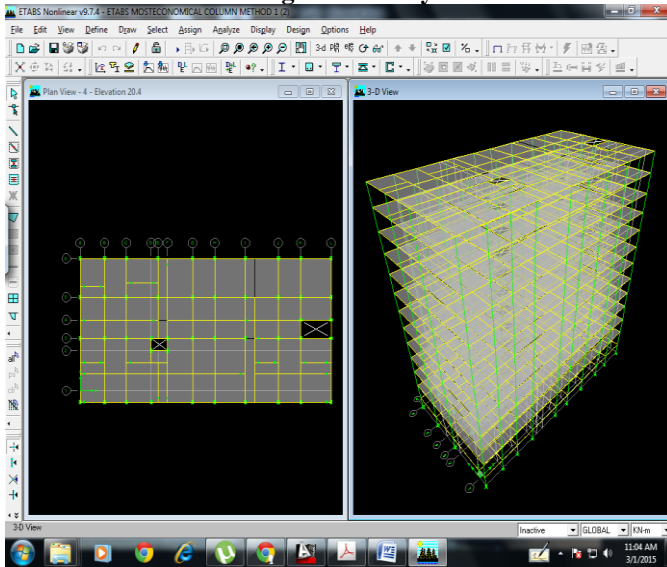 ETABS Nonlinear v9.7.4 - ETABS MOSTECONOMICAL COLUMN METHOD 1 (2)
File Edit View Define Draw Select Assign Analyze Display Design Options Help
3-d
Plan View - 4 - Elevation 20.4
3-D View
3-D View
Inactive
GLOBAL
KN-m
11:04 AM
3/1/2015